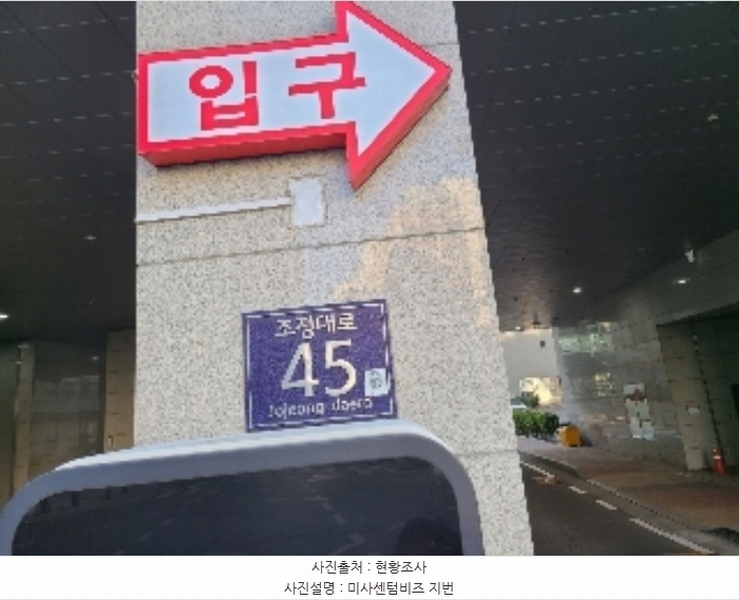 입구
조정대로
45
Jojeong-daero
사진출처 : 현황조사
사진설명 : 미사센텀비즈 지번